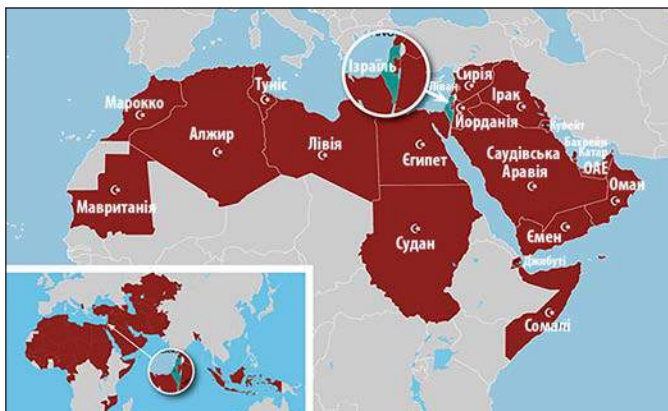 Ізраїль
Туніс
Сирія
Ліван
Марокко
Ірак
Йорданія
Алжир
Лівія
Кувейт
Єгипет
Бахрейн
Катар
Саудівська
Аравія
ОАЕ
Оман
Мавританія
Судан
Ємен
Джибуті
Сомалі